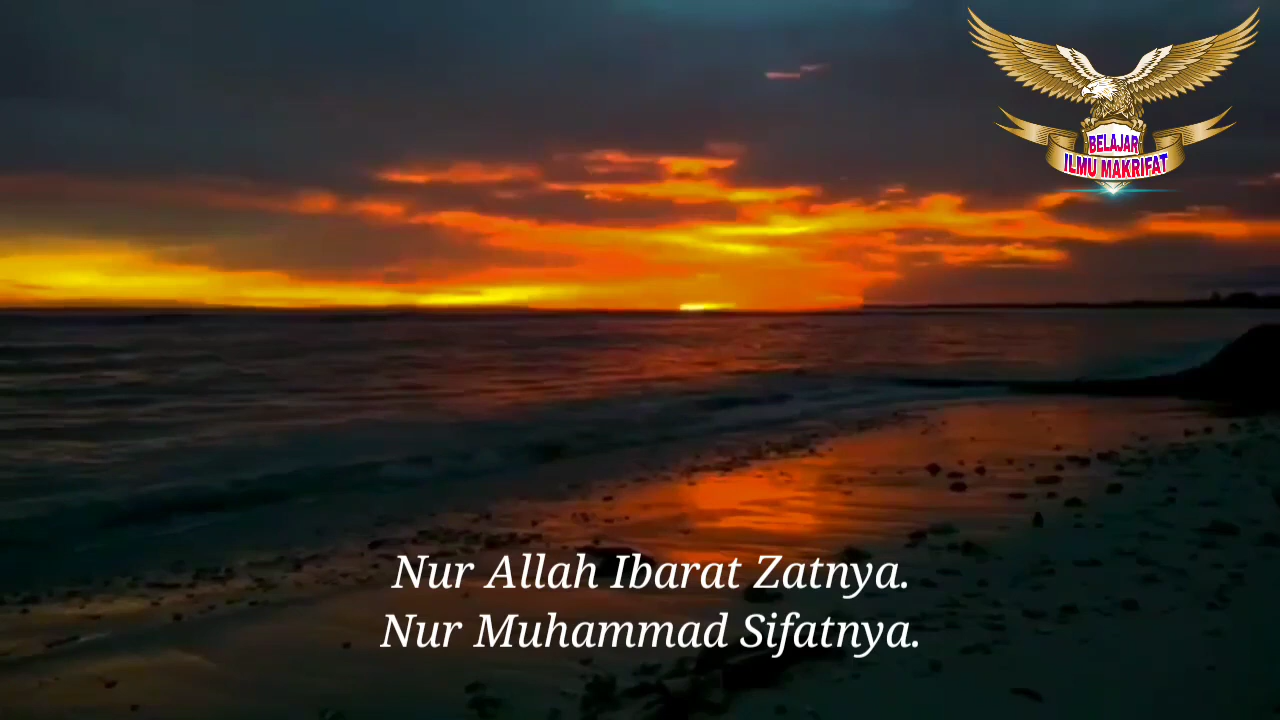 BELAJAR
ILMU MAKRIFAT
Nur Allah Ibarat Zatnya.
Nur Muhammad Sifatnya.